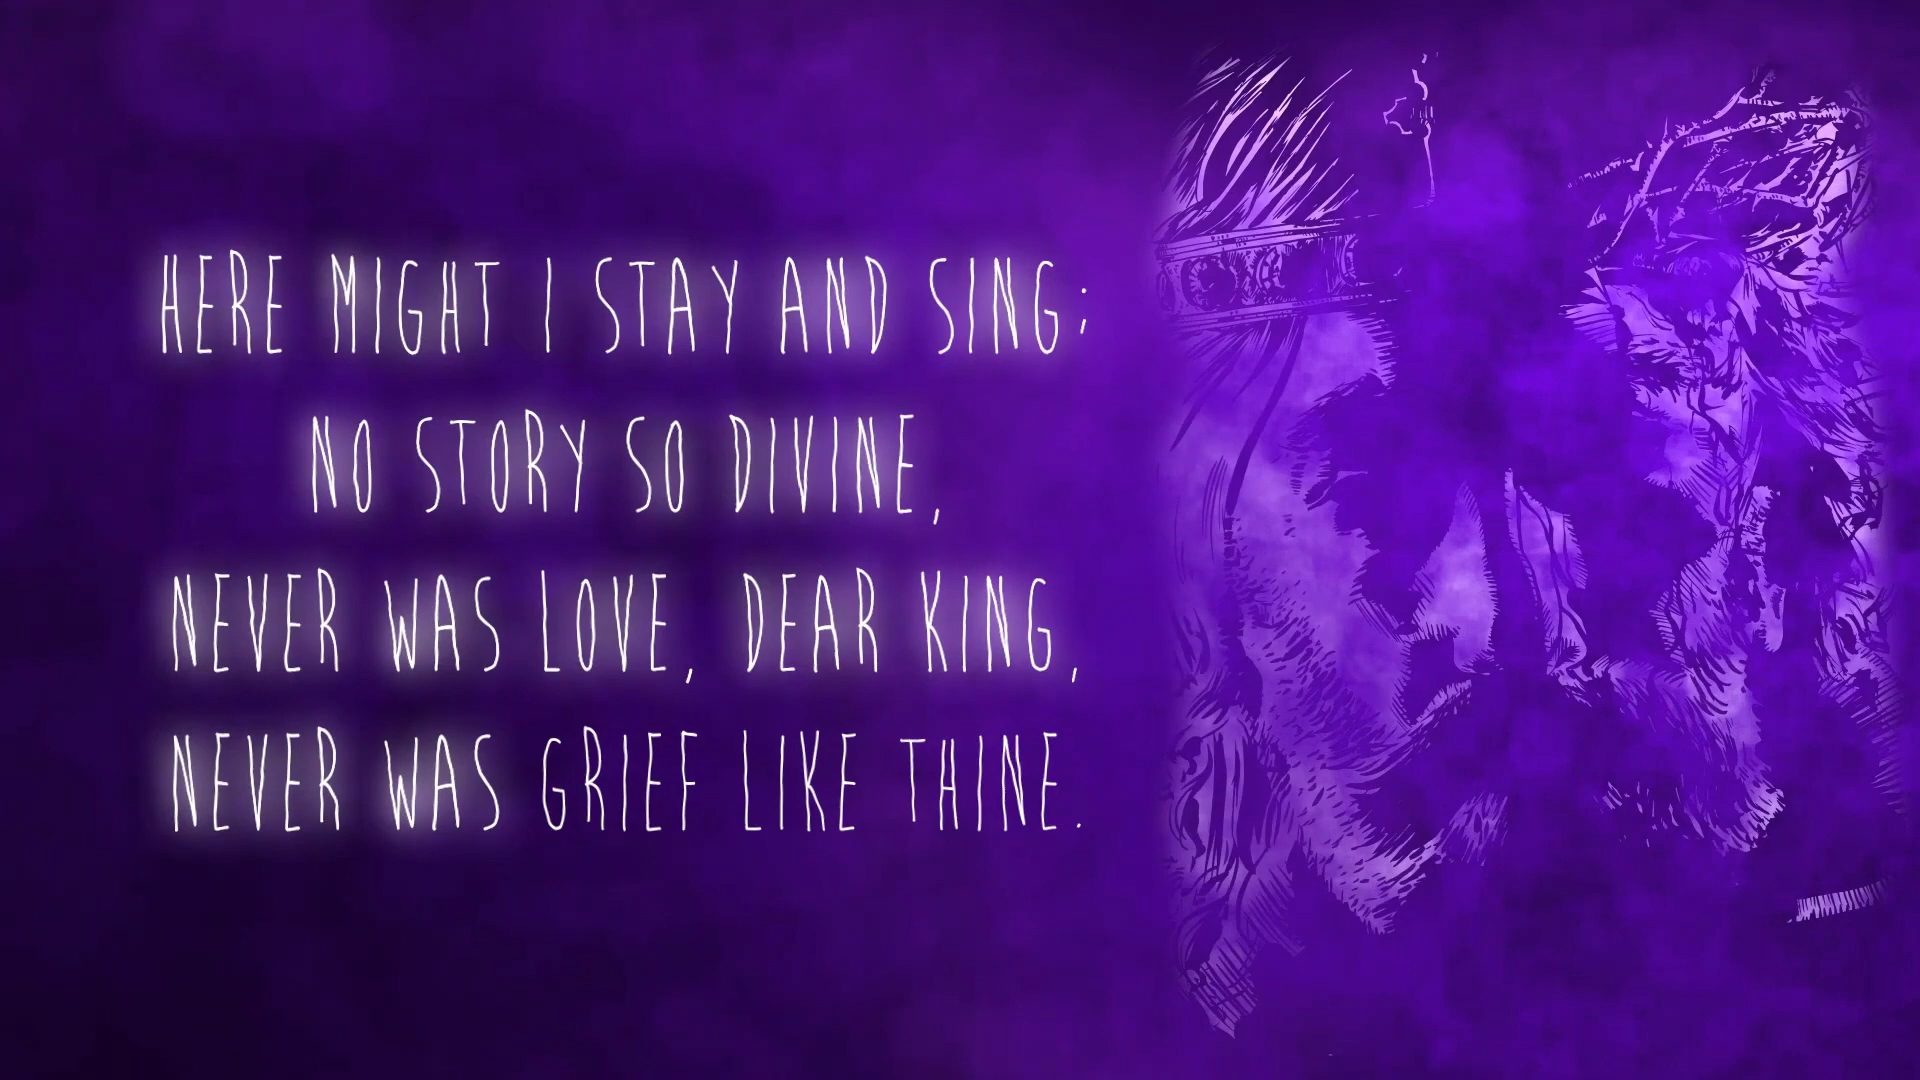 HERE MIGHT I STAY AND SING;
NO STORY SO DIVINE,
NEVER WAS LOVE, DEAR KING,
NEVER WAS GRIEF LIKE THINE.